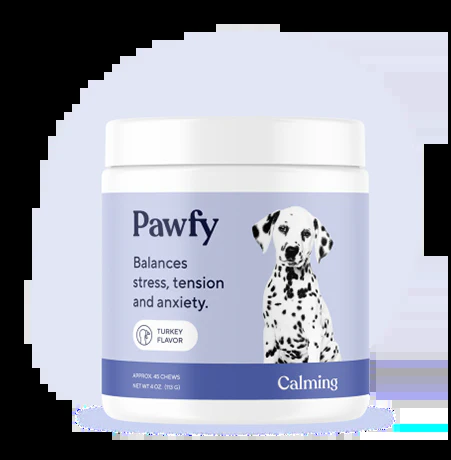 Pawfy
Balances
stress, tension
and anxiety.
TURKEY
FLAVOR
APPROX. 45 CHEWS
NET WT 4 OZ. (113 G)
Calming